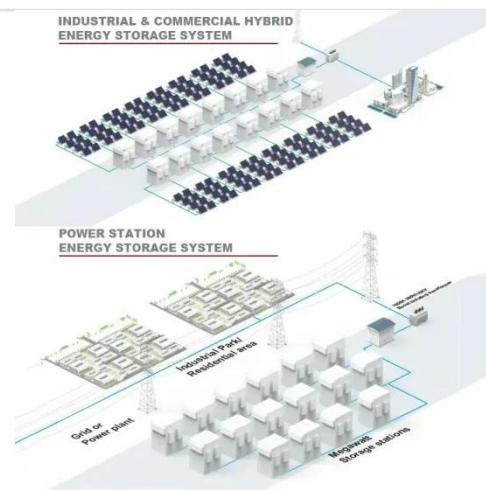 INDUSTRIAL & COMMERCIAL HYBRID
ENERGY STORAGE SYSTEM
POWER STATION
ENERGY STORAGE SYSTEM
Industrial Park/
Residential area
Grid or
Power plant
Megawatt
Storage stations